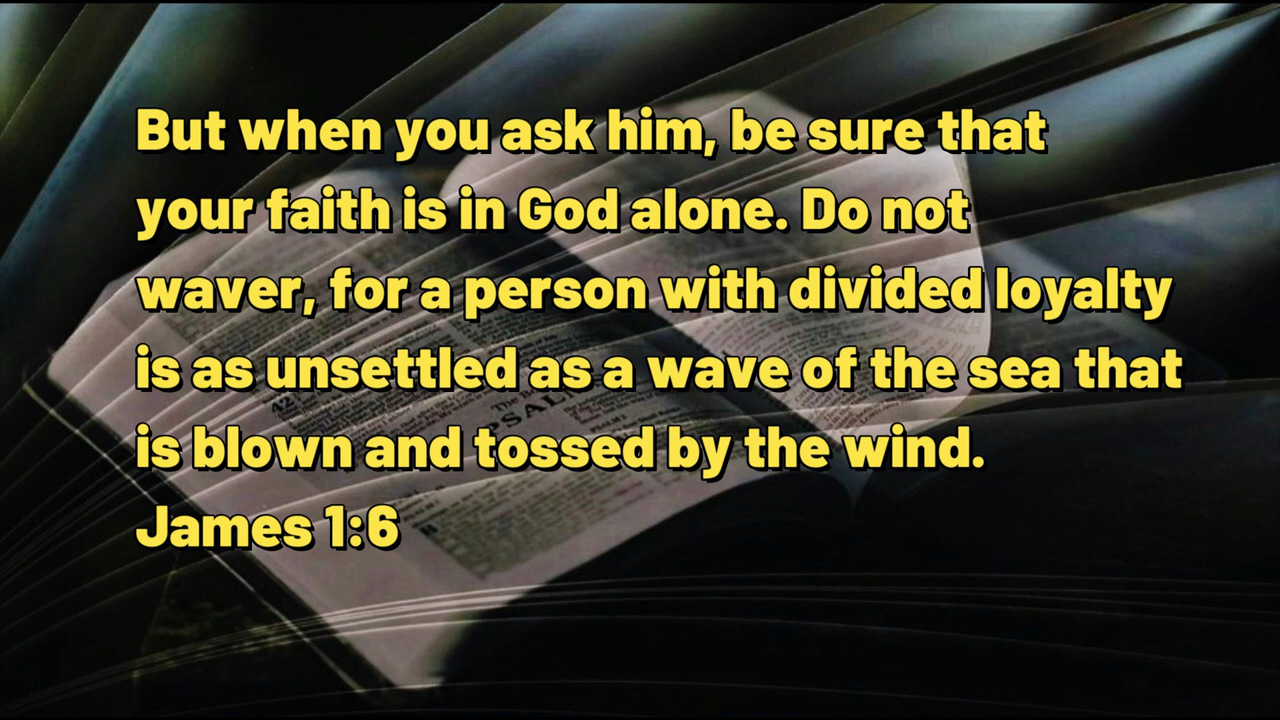 But when you ask him, be sure that
your faith is in God alone. Do not
waver, for a person with divided loyalty
is as unsettled as a wave of the sea that
is blown and tossed by the wind.
James 1:6
42
PSAL